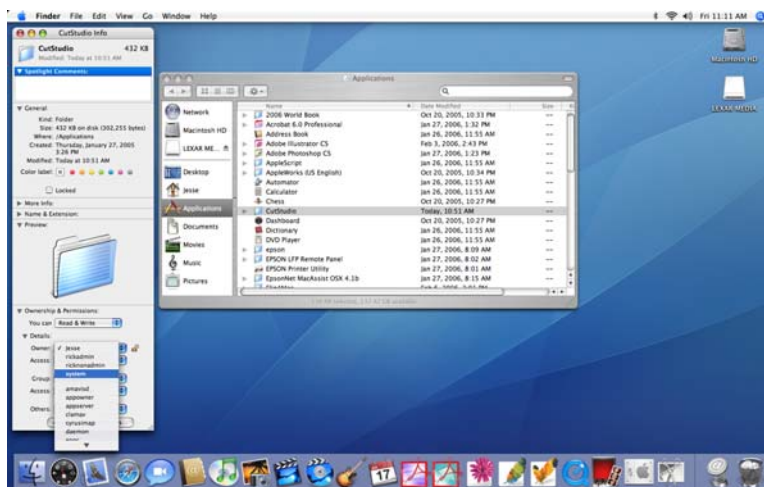 Finder File Edit View Go Window Help
Fri 11:11 AM
CutStudio Info
CutStudio 432 KB
Modified: Today at 10:51 AM
Spotlight Comments:
General:
Kind: Folder
Size: 432 KB on disk (302,255 bytes)
Where: /Applications
Created: Thursday, January 27, 2005
3:26 PM
Modified: Today at 10:51 AM
Color label:
Locked
More Info:
Name & Extension:
Preview:
Ownership & Permissions:
You can Read & Write
Details:
Owner: Jesse
rickadmin
ricknonadmin
system
Access:
Group:
amavisd
appowner
Access:
appserver
clamav
Others:
cyrusimap
daemon
Applications
Network
Macintosh HD
LEXAR ME...
Desktop
Jesse
Applications
Documents
Movies
Music
Pictures
Name Date Modified Size
2006 World Book Oct 20, 2005, 10:33 PM --
Acrobat 6.0 Professional Jan 27, 2006, 1:32 PM --
Address Book Jan 26, 2006, 11:55 AM --
Adobe Illustrator CS Feb 3, 2006, 2:43 PM --
Adobe Photoshop CS Jan 27, 2006, 1:23 PM --
AppleScript Jan 26, 2006, 11:55 AM --
AppleWorks (US English) Oct 20, 2005, 10:34 PM --
Automator Jan 26, 2006, 11:55 AM --
Calculator Jan 26, 2006, 11:55 AM --
Chess Oct 20, 2005, 10:27 PM --
CutStudio Today, 10:51 AM --
Dashboard Oct 20, 2005, 10:27 PM --
Dictionary Jan 26, 2006, 11:55 AM --
DVD Player Jan 26, 2006, 11:55 AM --
epson Jan 27, 2006, 8:09 AM --
EPSON LFP Remote Panel Jan 27, 2006, 8:02 AM --
EPSON Printer Utility Jan 27, 2006, 8:01 AM --
EpsonNet MacAssist OSX 4.1b Jan 27, 2006, 8:15 AM --
Macintosh HD
LEXAR MEDIA
17